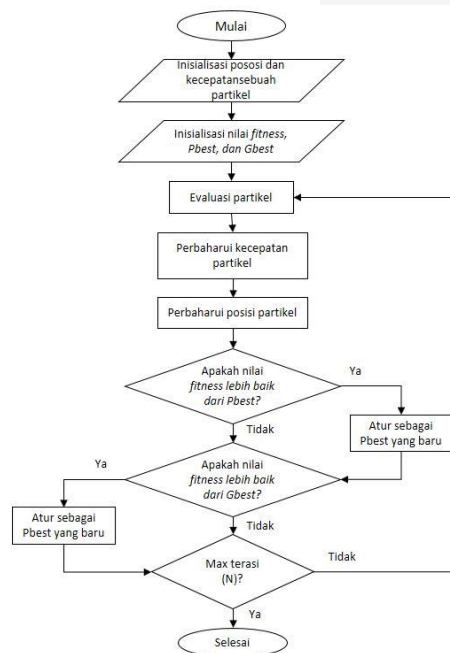 Mulai
Inisialisasi pososi dan
kecepatansebuah
partikel
Inisialisasi nilai fitness,
Pbest, dan Gbest
Evaluasi partikel
Perbaharui kecepatan
partikel
Perbaharui posisi partikel
Apakah nilai
fitness lebih baik
dari Pbest?
Ya
Atur sebagai
Pbest yang baru
Tidak
Apakah nilai
fitness lebih baik
dari Gbest?
Ya
Atur sebagai
Pbest yang baru
Tidak
Max terasi
(N)?
Tidak
Ya
Selesai